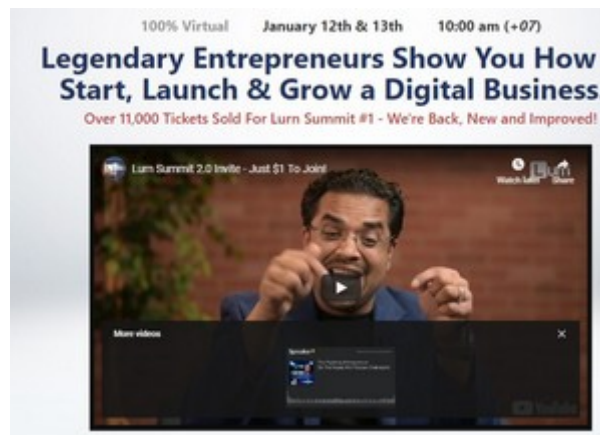 100% Virtual January 12th & 13th 10:00 am (+07)
Legendary Entrepreneurs Show You How
Start, Launch & Grow a Digital Business
Over 11,000 Tickets Sold For Lurn Summit #1 - We're Back, New and Improved!
Lurn Summit 2.0 Invite - Just $1 To Join!
Watch later Share
Lurn
More videos
YouTube